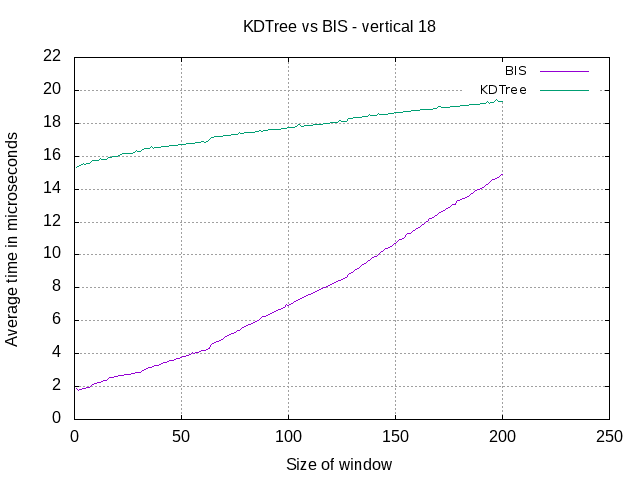 KDTree vs BIS - vertical 18
BIS
KDTree
22
20
18
16
14
12
10
8
6
4
2
0
Average time in microseconds
0 50 100 150 200 250
Size of window